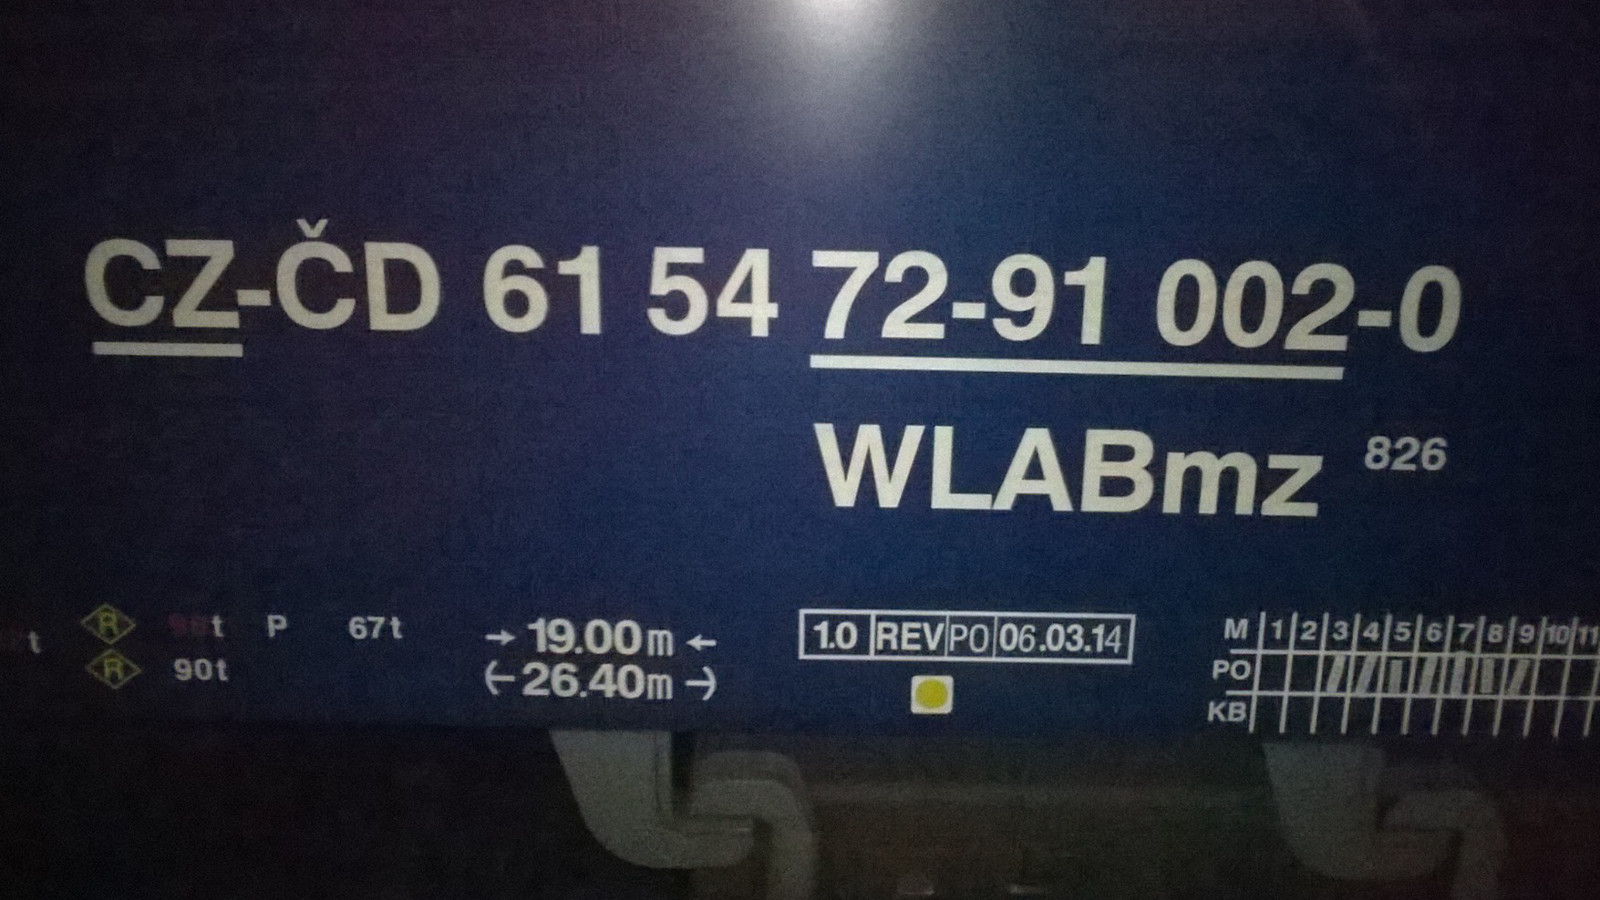 CZ-ČD 61 54 72-91 002-0
WLABmz 826
R t P 67t
t
R 90t
→ 19.00m ←
(← 26.40m →)
1.0 REV PO 06.03.14
M 1 2 3 4 5 6 7 8 9 10 11
PO
KB